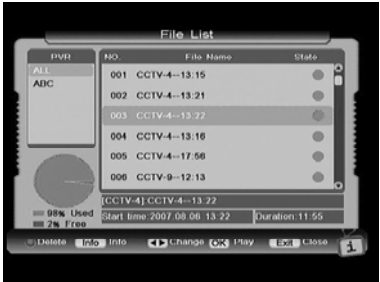 File List
PVR
ALL
ABC
NO. File Name State
001 CCTV-4--13:15
002 CCTV-4--13:21
003 CCTV-4--13:22
004 CCTV-4--13:16
005 CCTV-4--17:56
006 CCTV-9--12:13
98% Used
2% Free
[CCTV-4]:CCTV-4--13:22
Start time:2007.08.06 13:22 Duration:11:55
Delete Info Info Change OK Play Exit Close
i